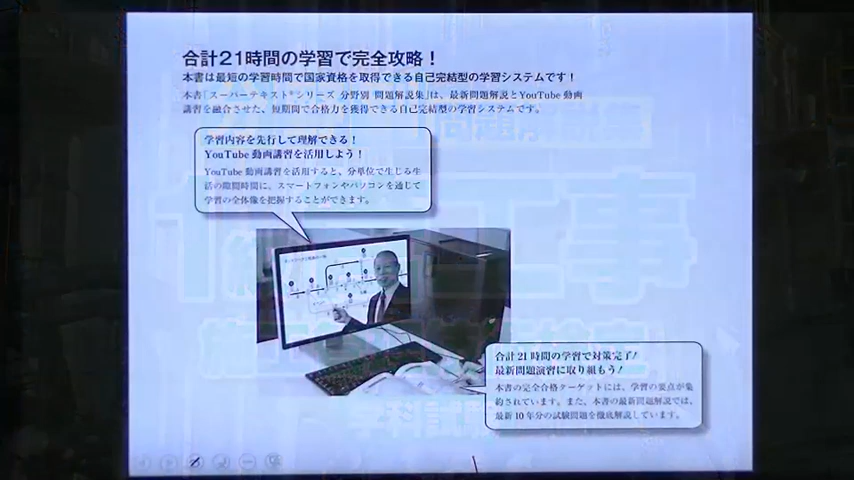 合計21時間の学習で完全攻略！
本書は最短の学習時間で国家資格を取得できる自己完結型の学習システムです！
本書「スーパーテキスト®シリーズ 分野別 問題解説集」は、最新問題解説とYouTube動画
講習を融合させた、短期間で合格力を獲得できる自己完結型の学習システムです。
学習内容を先行して理解できる！
YouTube動画講習を活用しよう！
YouTube動画講習を活用すると、分単位で生じる生
活の隙間時間に、スマートフォンやパソコンを通じて
学習の全体像を把握することができます。
合計21時間の学習で対策完了！
最新問題演習に取り組もう！
本書の完全合格ターゲットには、学習の要点が集
約されています。また、本書の最新問題解説では、
最新10年分の試験問題を徹底解説しています。
工事
学科試験